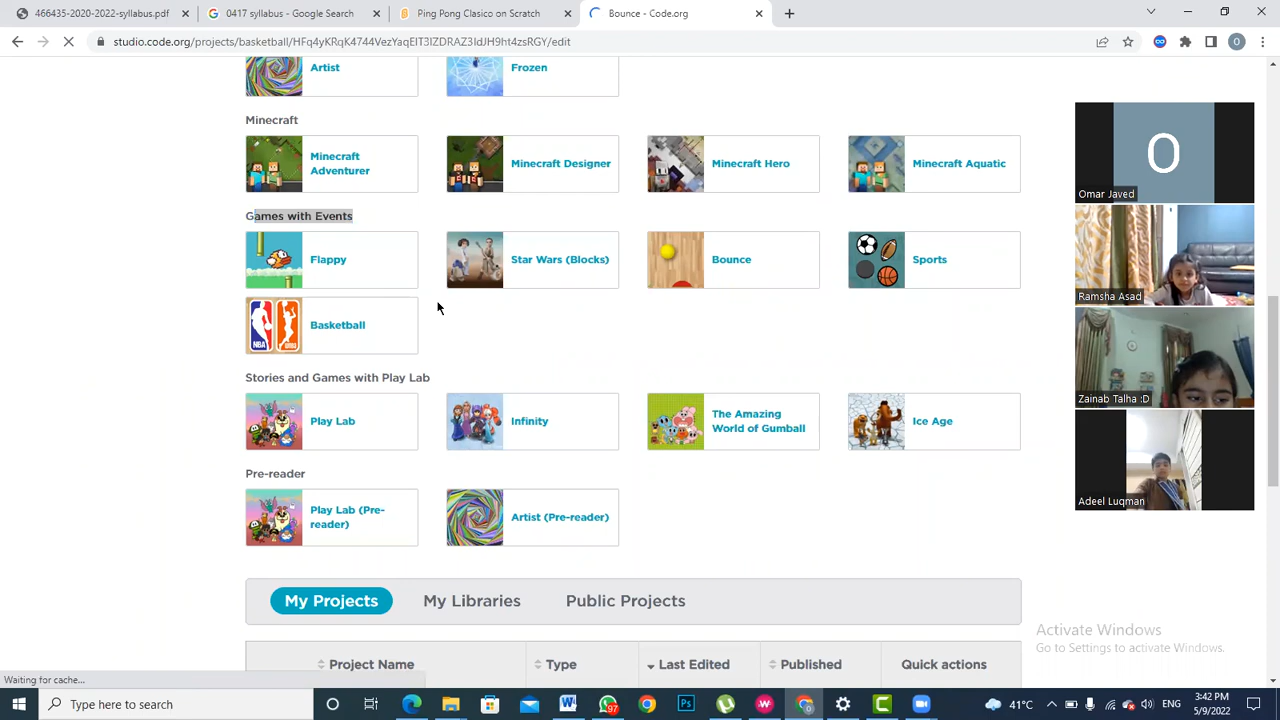 466435-2020-2022-syllabus.pdf
0417 syllabus - Google Search
Ping Pong Clasico on Scratch
Bounce - Code.org
studio.code.org/projects/basketball/HFq4yKRqK4744VezYaqEIT3IZDRAZ3IdJH9ht4zsRGY/edit
O
Artist
Frozen
Minecraft
Minecraft Adventurer
Minecraft Designer
Minecraft Hero
Minecraft Aquatic
Games with Events
Flappy
Star Wars (Blocks)
Bounce
Sports
NBA
Basketball
Stories and Games with Play Lab
Play Lab
Infinity
The Amazing
World of Gumball
Ice Age
Pre-reader
Play Lab (Pre-
reader)
Artist (Pre-reader)
My Projects
My Libraries
Public Projects
Project Name
Type
Last Edited
Published
Quick actions
O
Omar Javed
Ramsha Asad
Zainab Talha :D
Adeel Luqman
Activate Windows
Go to Settings to activate Windows.
Waiting for cache...
Type here to search
97
41°C
3:42 PM
5/9/2022